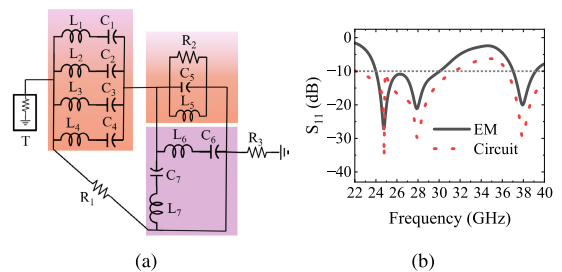 (a)
L1 C1
L2 C2
L3 C3
L4 C4
T
R1
R2
C5
L5
L6 C6
R3
C7
L7
0
-10
-20
-30
-40
S11 (dB)
EM
Circuit
22 24 26 28 30 32 34 36 38 40
Frequency (GHz)
(a)
(b)